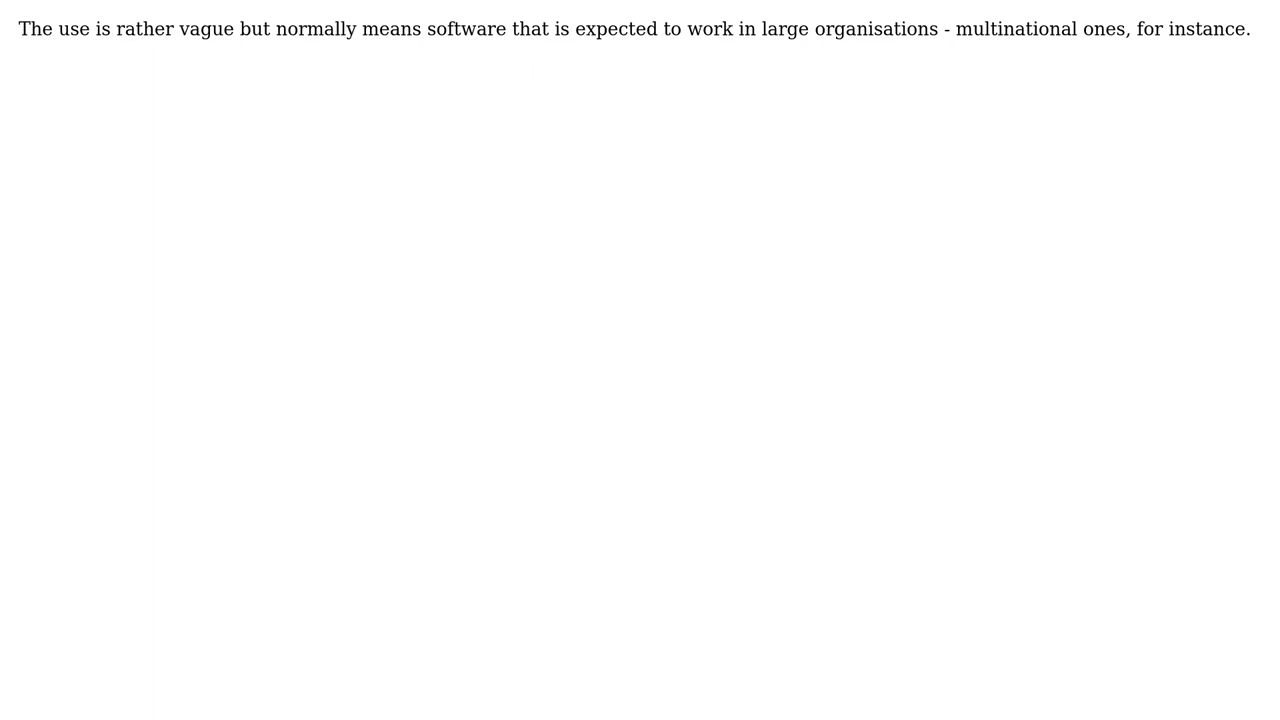 The use is rather vague but normally means software that is expected to work in large organisations - multinational ones, for instance.